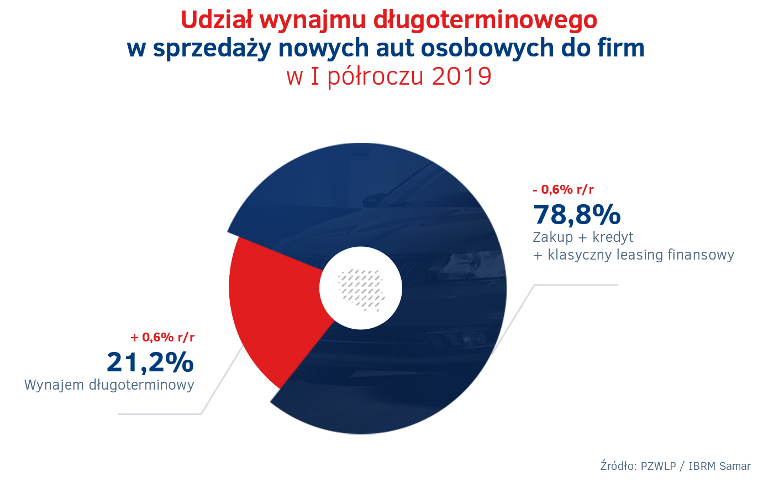 Udział wynajmu długoterminowego
w sprzedaży nowych aut osobowych do firm
w I półroczu 2019
- 0,6% r/r
78,8%
Zakup + kredyt
+ klasyczny leasing finansowy
+ 0,6% r/r
21,2%
Wynajem długoterminowy
Źródło: PZWLP / IBRM Samar